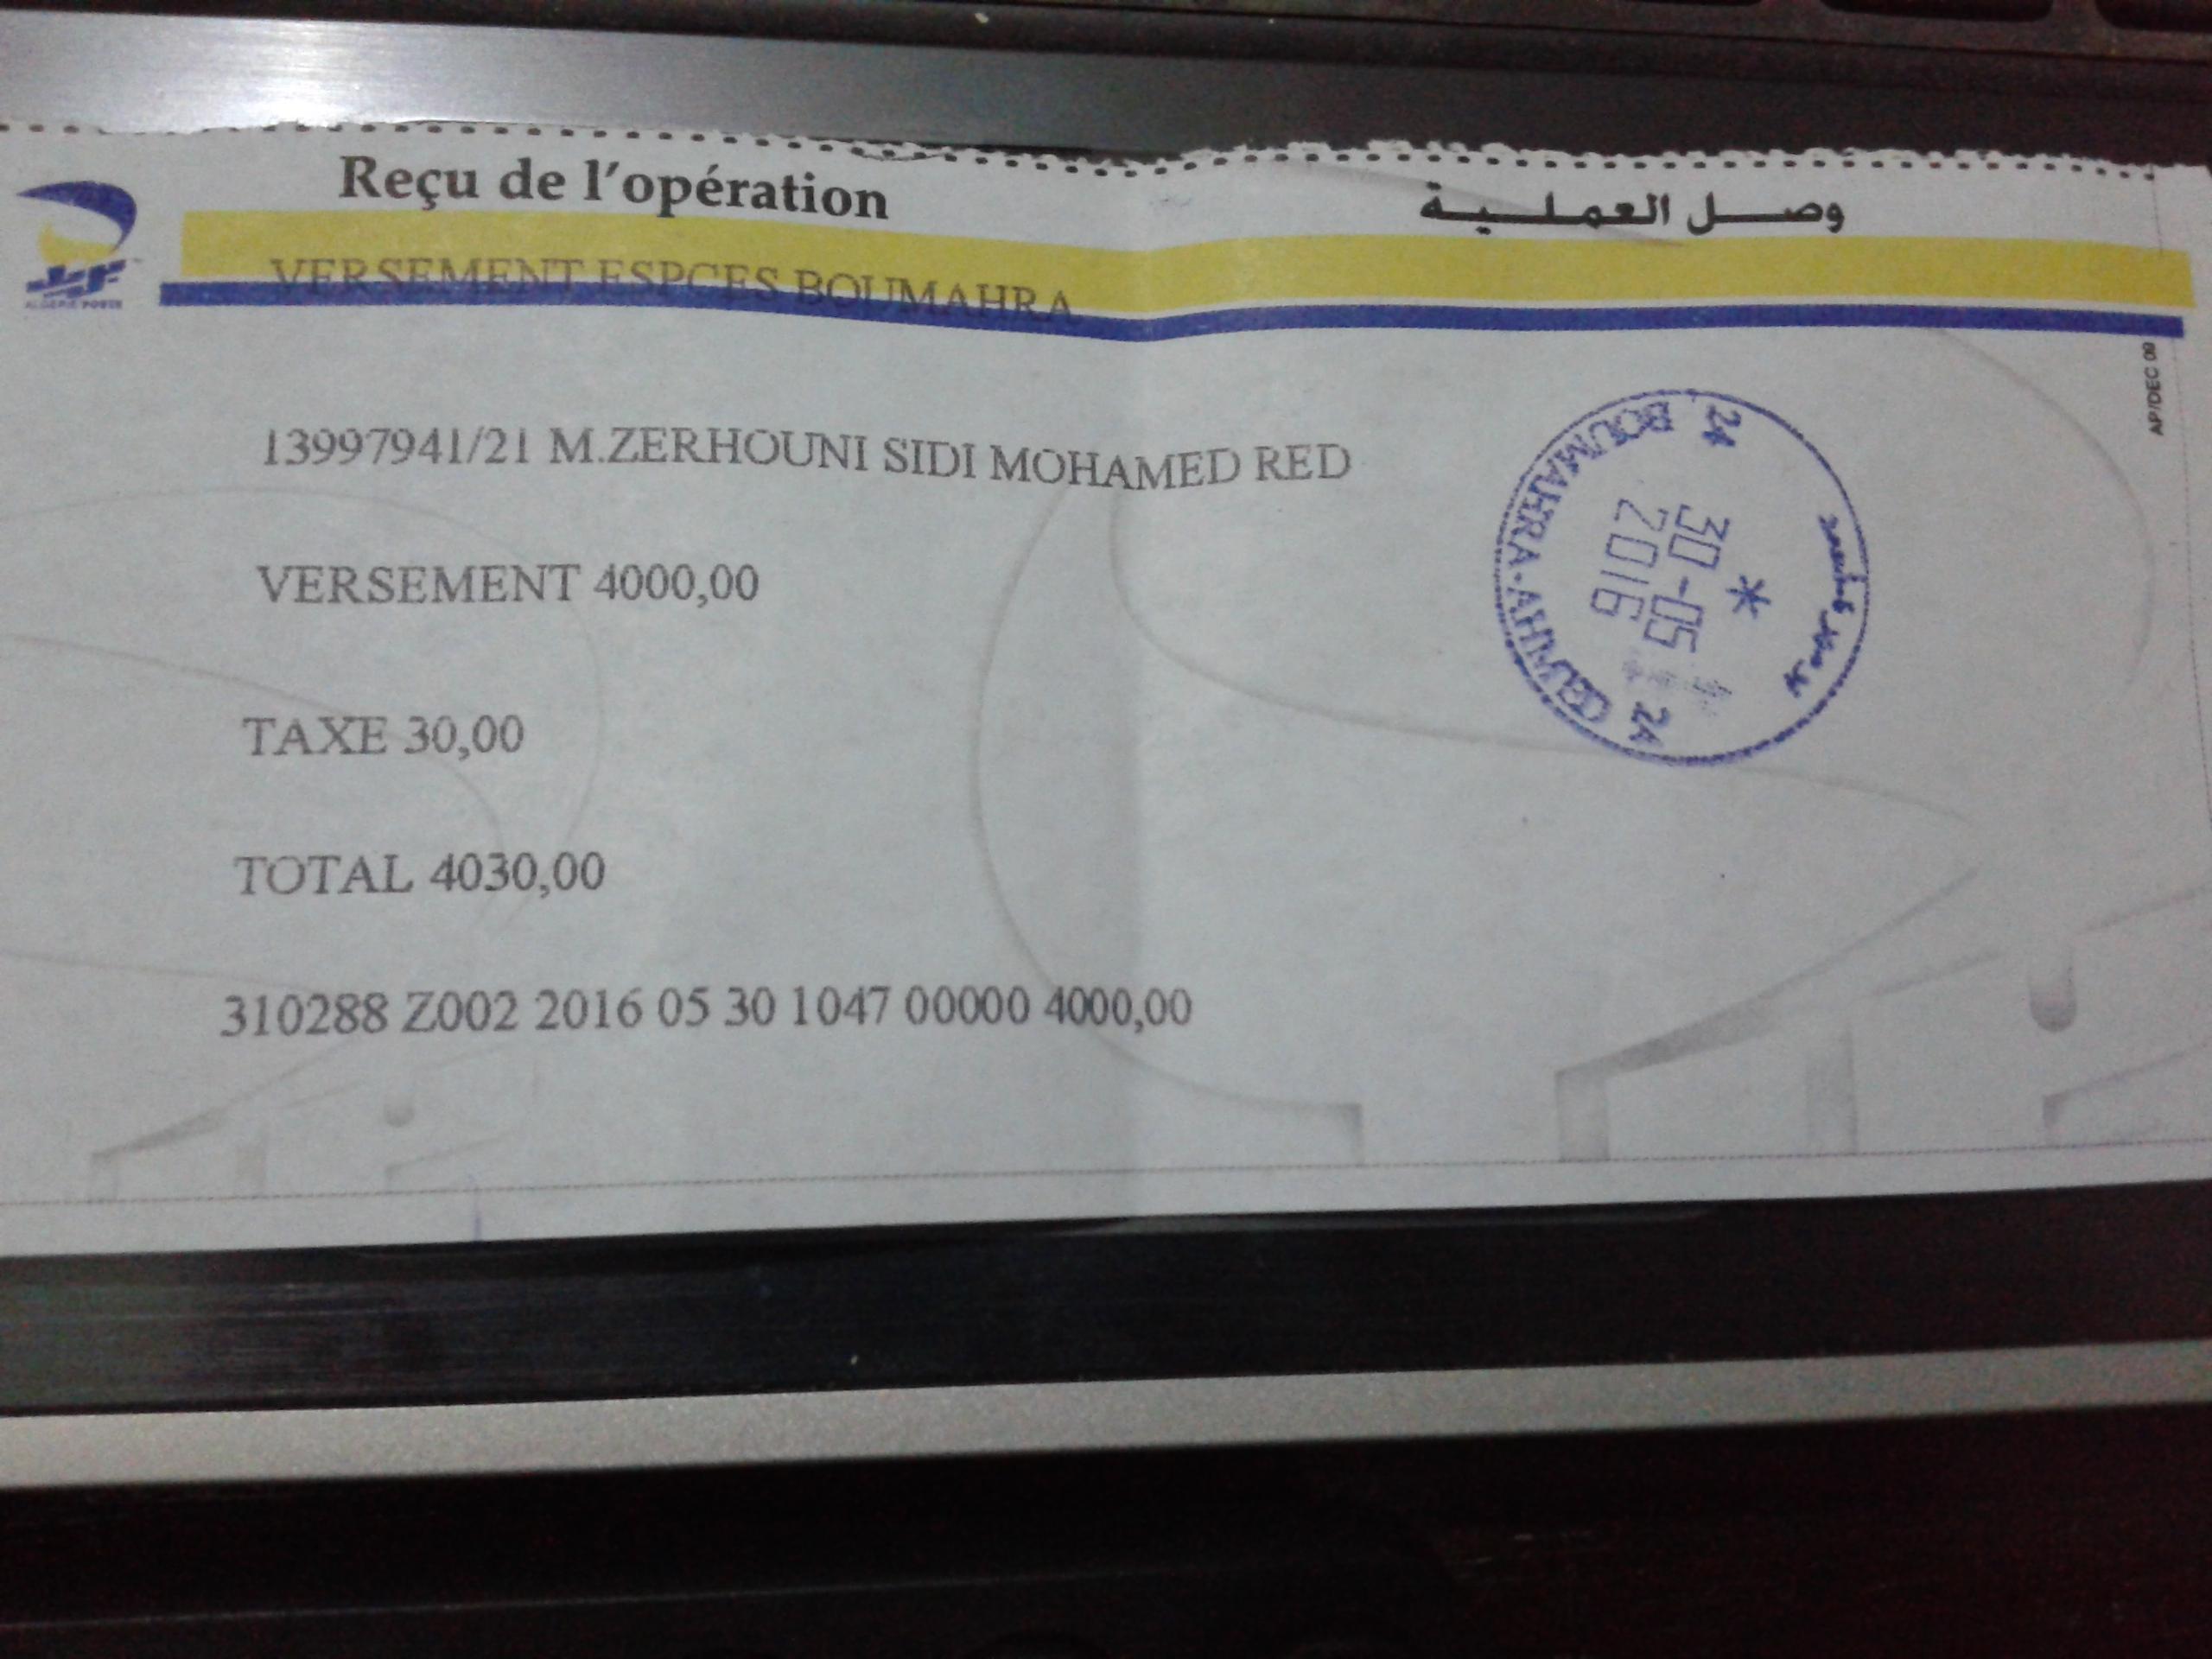 Reçu de l'opération
وصل العملية
ALGERIE POSTE
VERSEMENT ESPCES BOUMAHRA
AP/DEC 09
13997941/21 M.ZERHOUNI SIDI MOHAMED RED
24 BOUMAHRA-AHMED 24
30-05
2016
VERSEMENT 4000,00
TAXE 30,00
TOTAL 4030,00
310288 Z002 2016 05 30 1047 00000 4000,00